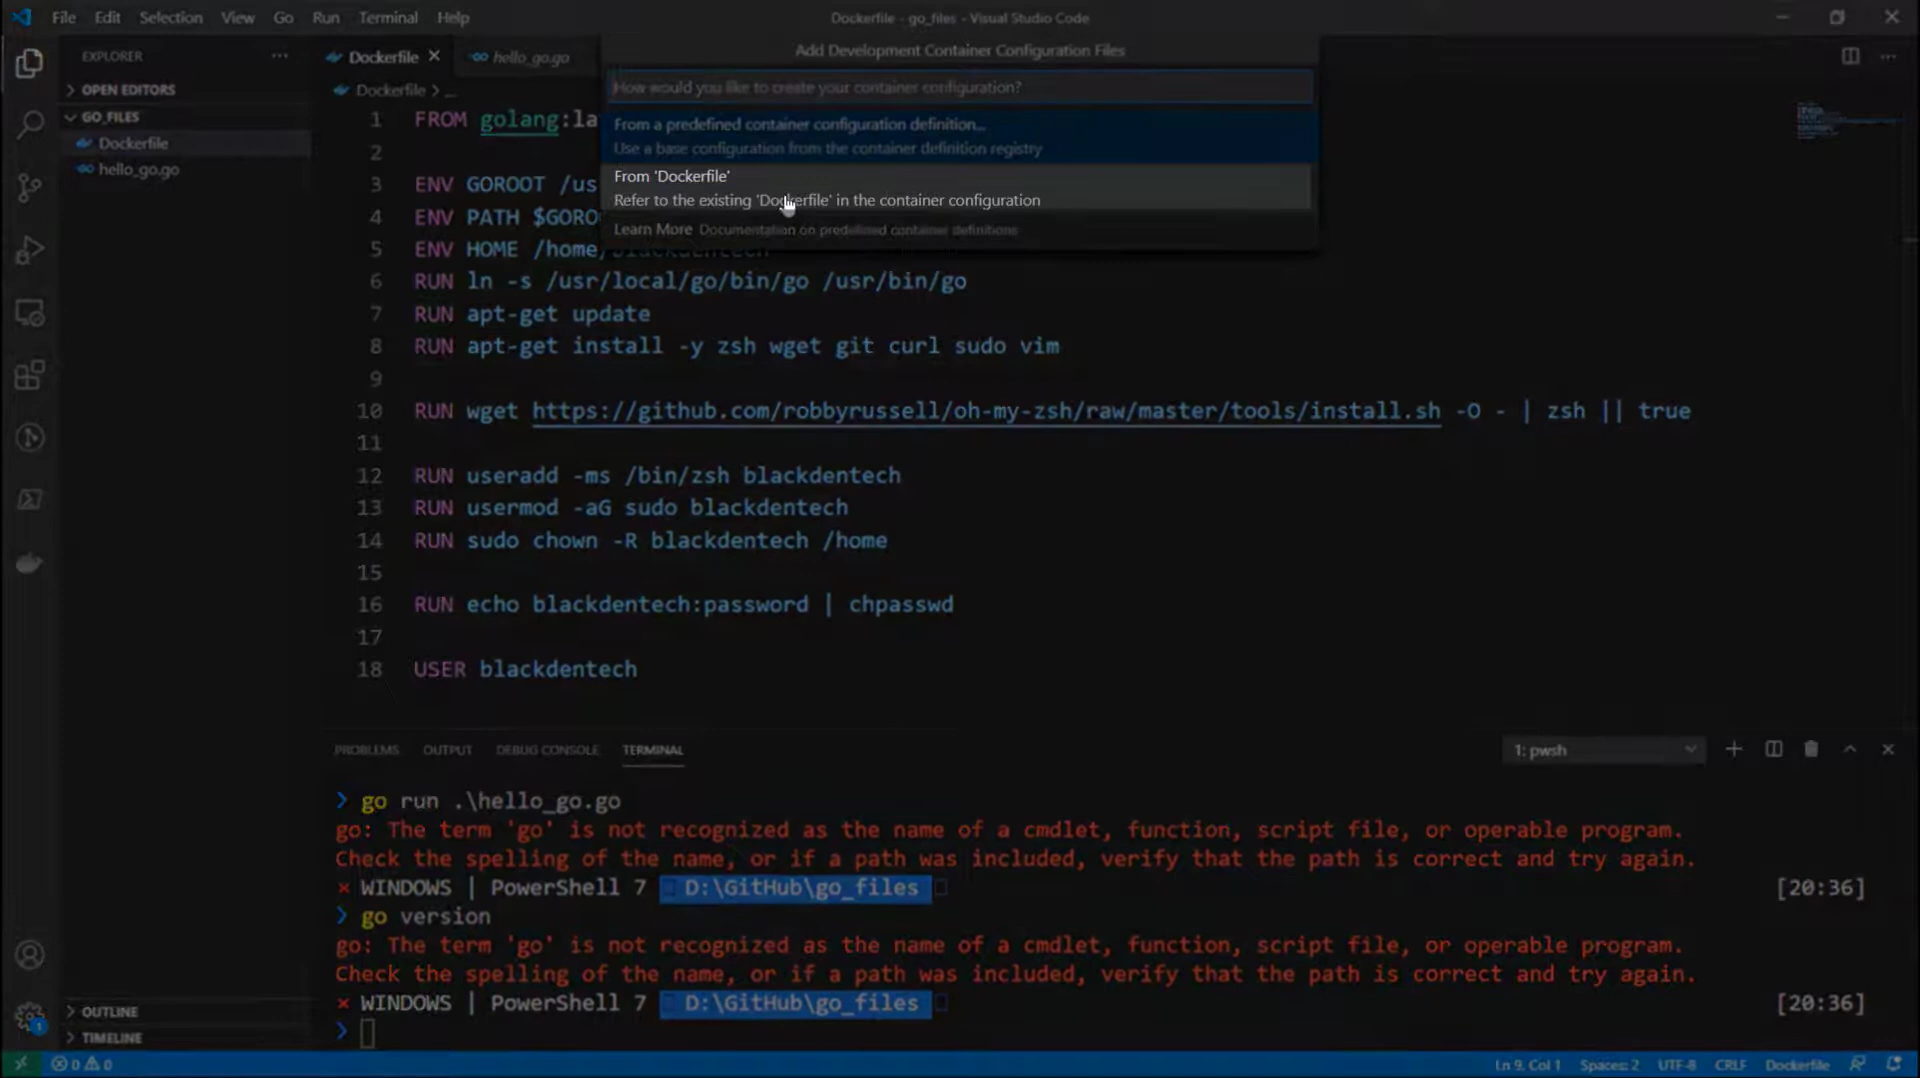 File Edit Selection View Go Run Terminal Help
Dockerfile - go_files - Visual Studio Code
EXPLORER
OPEN EDITORS
GO_FILES
Dockerfile
hello_go.go
Dockerfile
hello_go.go
Dockerfile > ...
Add Development Container Configuration Files
How would you like to create your container configuration?
From a predefined container configuration definition...
Use a base configuration from the container definition registry
From 'Dockerfile'
Refer to the existing 'Dockerfile' in the container configuration
Learn More Documentation on predefined container definitions
1 FROM golang:la
2
3 ENV GOROOT /us
4 ENV PATH $GORO
5 ENV HOME /home/blackdentech
6 RUN ln -s /usr/local/go/bin/go /usr/bin/go
7 RUN apt-get update
8 RUN apt-get install -y zsh wget git curl sudo vim
9
10 RUN wget https://github.com/robbyrussell/oh-my-zsh/raw/master/tools/install.sh -O - | zsh || true
11
12 RUN useradd -ms /bin/zsh blackdentech
13 RUN usermod -aG sudo blackdentech
14 RUN sudo chown -R blackdentech /home
15
16 RUN echo blackdentech:password | chpasswd
17
18 USER blackdentech
PROBLEMS OUTPUT DEBUG CONSOLE TERMINAL
1: pwsh
❯ go run .\hello_go.go
go: The term 'go' is not recognized as the name of a cmdlet, function, script file, or operable program.
Check the spelling of the name, or if a path was included, verify that the path is correct and try again.
× WINDOWS | PowerShell 7 D:\GitHub\go_files [20:36]
❯ go version
go: The term 'go' is not recognized as the name of a cmdlet, function, script file, or operable program.
Check the spelling of the name, or if a path was included, verify that the path is correct and try again.
× WINDOWS | PowerShell 7 D:\GitHub\go_files [20:36]
❯
OUTLINE
TIMELINE
1
0 0
Ln 9, Col 1 Spaces: 2 UTF-8 CRLF Dockerfile